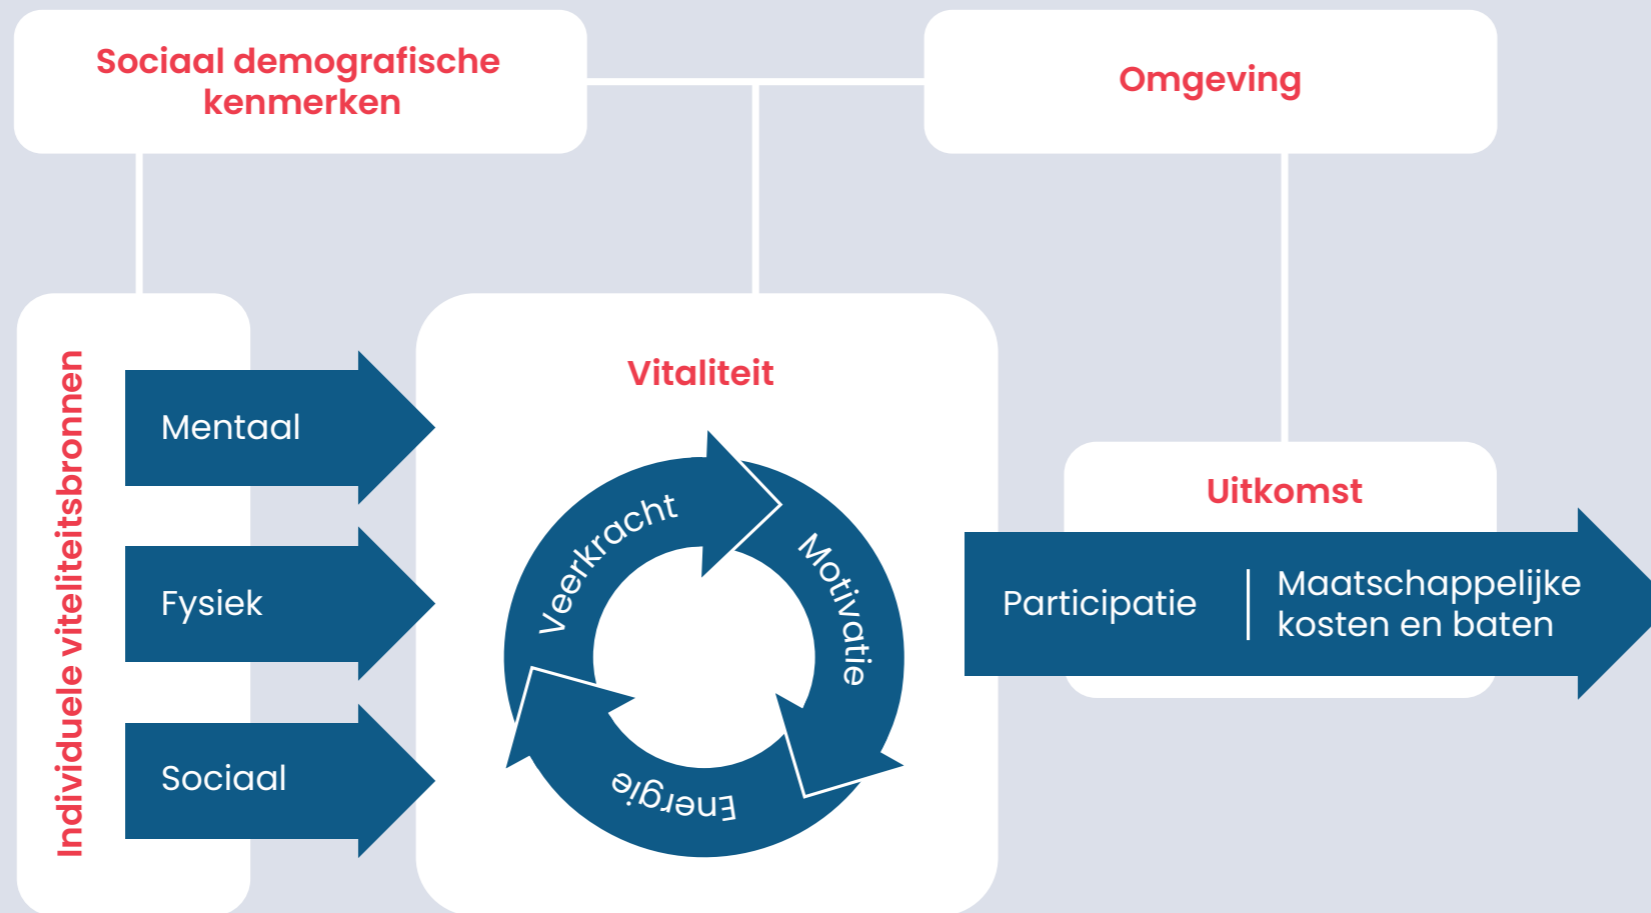 Sociaal demografische
kenmerken
Omgeving
Individuele viteliteitsbronnen
Mentaal
Fysiek
Sociaal
Vitaliteit
Veerkracht
Motivatie
Energie
Uitkomst
Participatie
Maatschappelijke
kosten en baten